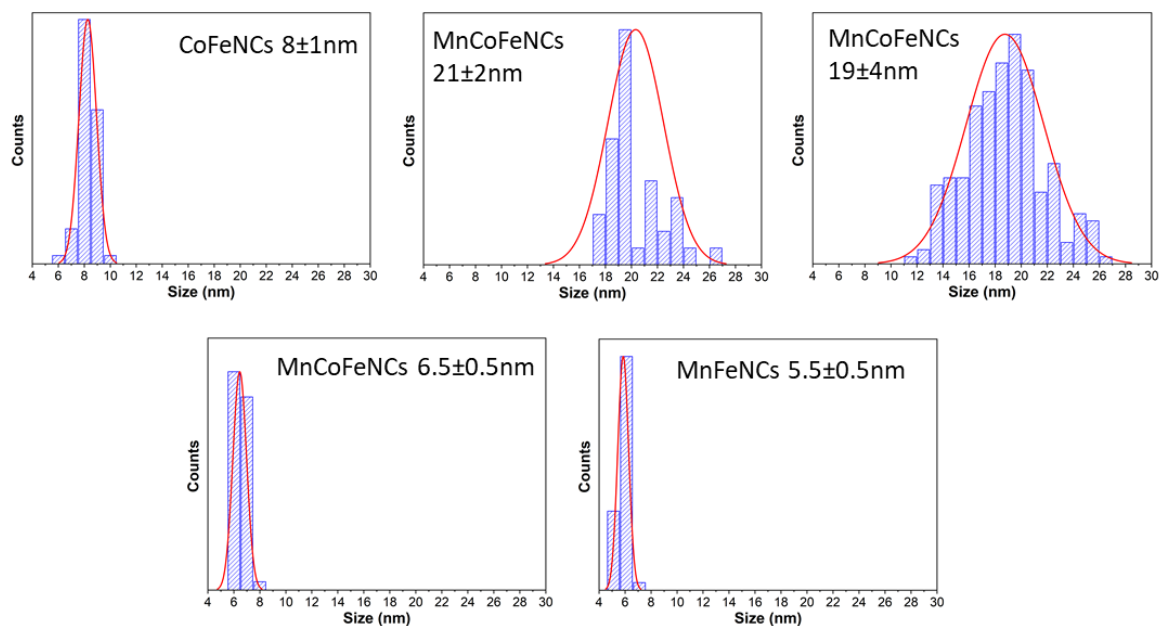 CoFeNCs 8±1nm
Counts
4 6 8 10 12 14 16 18 20 22 24 26 28 30
Size (nm)
MnCoFeNCs
21±2nm
Counts
4 6 8 10 12 14 16 18 20 22 24 26 28 30
Size (nm)
MnCoFeNCs
19±4nm
Counts
4 6 8 10 12 14 16 18 20 22 24 26 28 30
Size (nm)
MnCoFeNCs 6.5±0.5nm
Counts
4 6 8 10 12 14 16 18 20 22 24 26 28 30
Size (nm)
MnFeNCs 5.5±0.5nm
Counts
4 6 8 10 12 14 16 18 20 22 24 26 28 30
Size (nm)